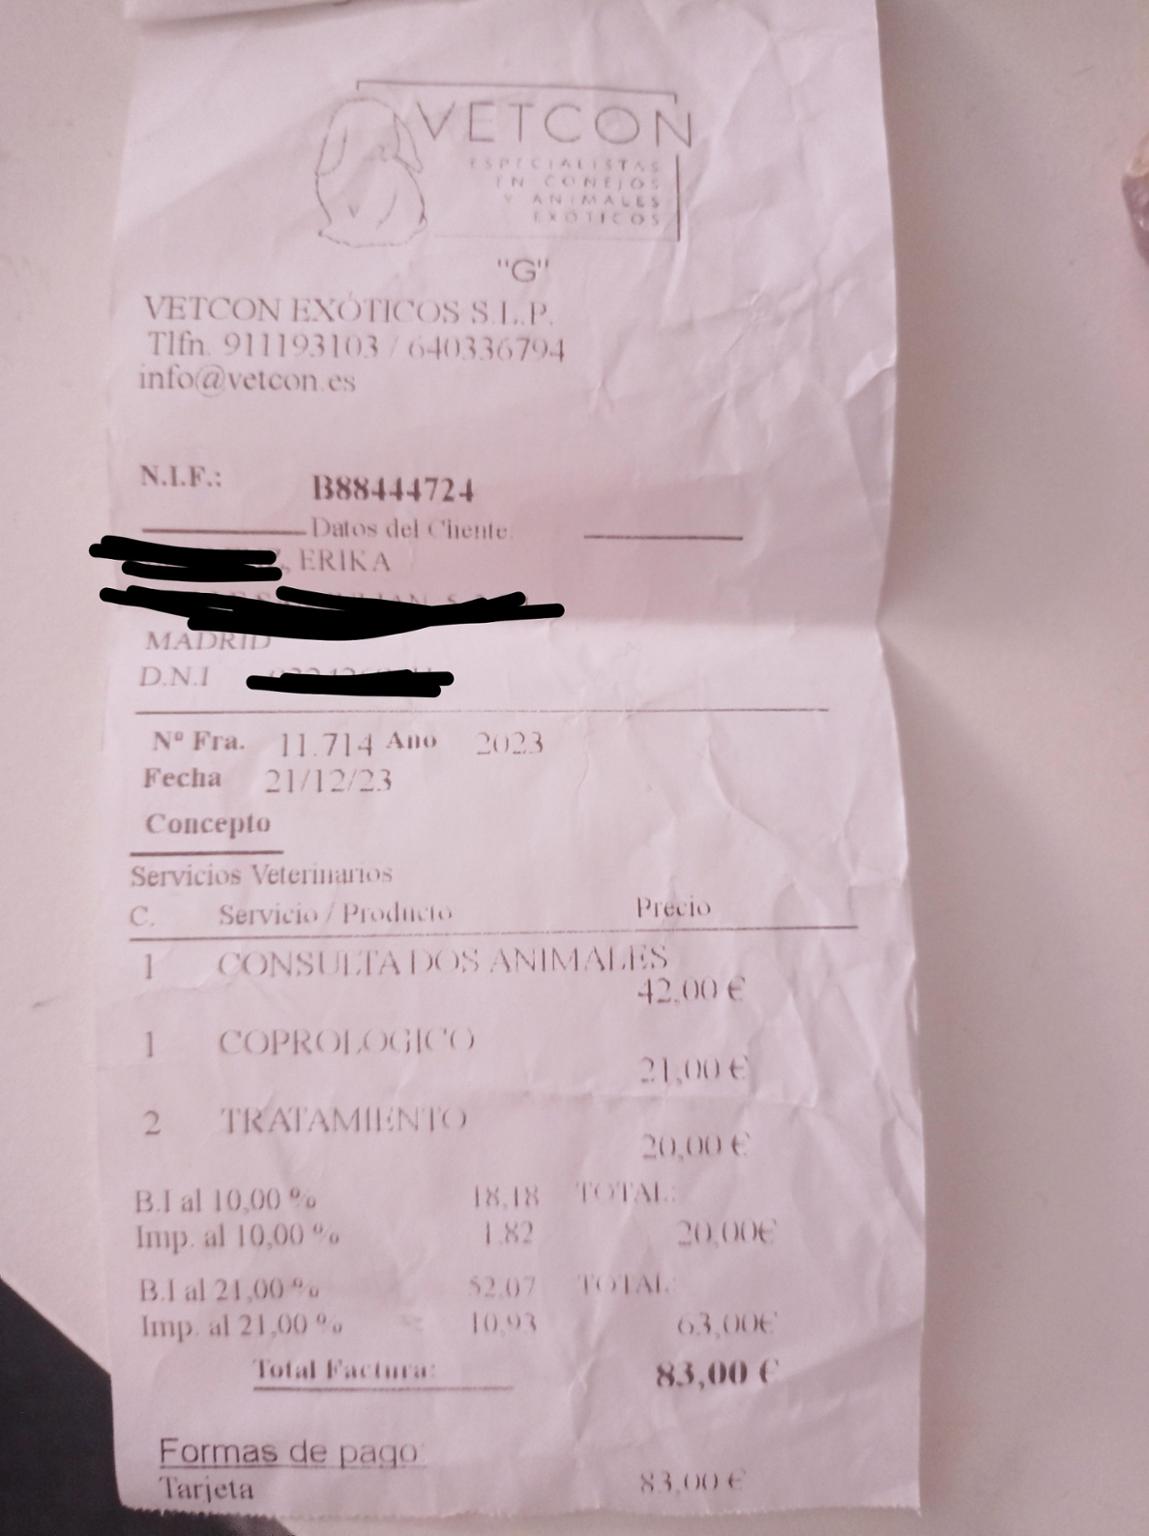 VETCON
ESPECIALISTAS
EN CONEJOS
Y ANIMALES
EXÓTICOS
"G"
VETCON EXÓTICOS S.L.P.
Tlfn. 911193103 / 640336794
info@vetcon.es
N.I.F.: B88444724
Datos del Cliente
, ERIKA
MADRID
D.N.I
Nº Fra. 11.714 Ano 2023
Fecha 21/12/23
Concepto
Servicios Veterinarios
C. Servicio / Producto Precio
1 CONSULTA DOS ANIMALES
42,00 €
1 COPROLOGICO
21,00 €
2 TRATAMIENTO
20,00 €
B.I al 10,00 % 18,18 TOTAL:
Imp. al 10,00 % 1.82 20,00€
B.I al 21,00 % 52,07 TOTAL:
Imp. al 21,00 % 10,93 63,00€
Total Factura: 83,00 €
Formas de pago:
Tarjeta 83,00 €